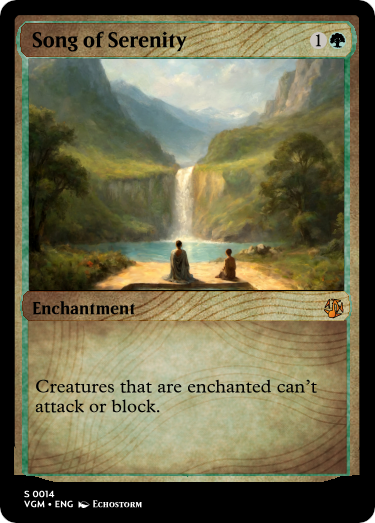 Song of Serenity 1
Enchantment
Creatures that are enchanted can't
attack or block.
S 0014
VGM • ENG Echostorm